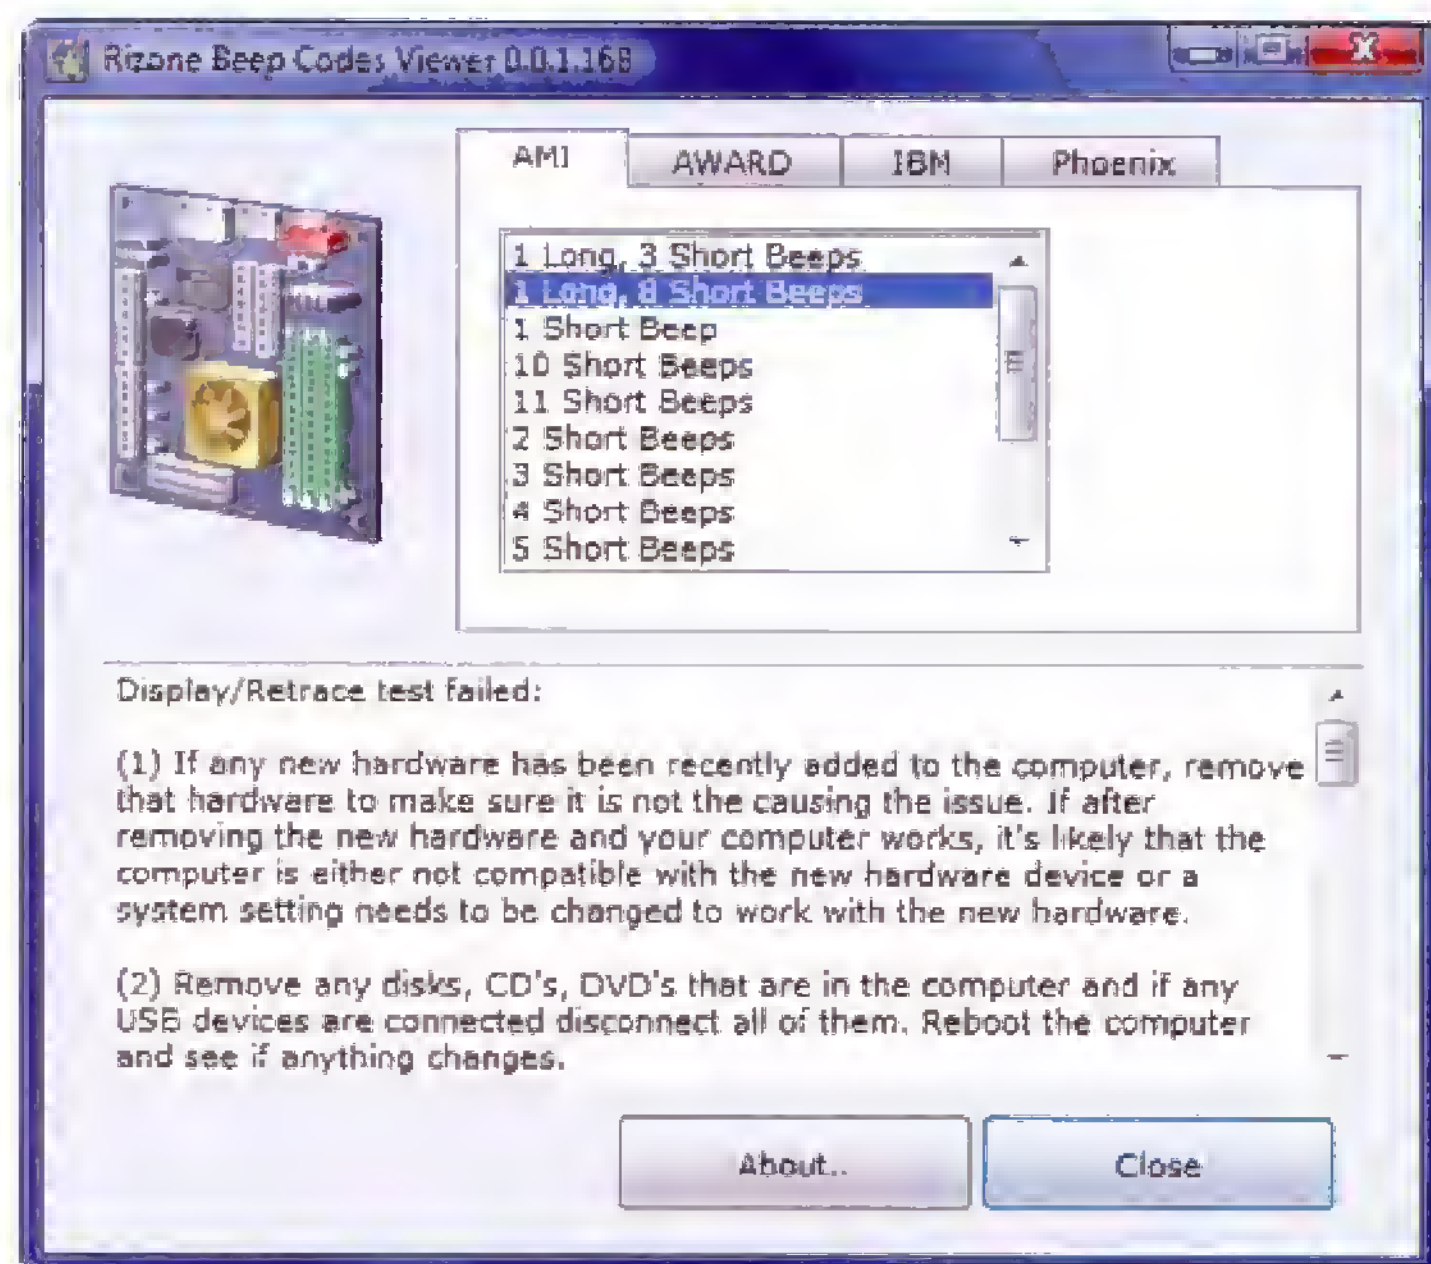 Rizone Beep Codes Viewer 0.0.1.168
AMI AWARD IBM Phoenix
1 Long, 3 Short Beeps
1 Long, 8 Short Beeps
1 Short Beep
10 Short Beeps
11 Short Beeps
2 Short Beeps
3 Short Beeps
4 Short Beeps
5 Short Beeps
Display/Retrace test failed:
(1) If any new hardware has been recently added to the computer, remove
that hardware to make sure it is not the causing the issue. If after
removing the new hardware and your computer works, it's likely that the
computer is either not compatible with the new hardware device or a
system setting needs to be changed to work with the new hardware.
(2) Remove any disks, CD's, DVD's that are in the computer and if any
USB devices are connected disconnect all of them. Reboot the computer
and see if anything changes.
About.. Close